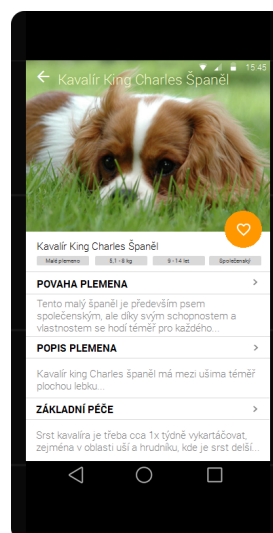 15:45
Kavalír King Charles Španěl
Kavalír King Charles Španěl
Malé plemeno 5,1 - 8 kg 9 - 14 let Společenský
POVAHA PLEMENA
Tento malý španěl je především psem
společenským, ale díky svým schopnostem a
vlastnostem se hodí téměř pro každého...
POPIS PLEMENA
Kavalír king Charles španěl má mezi ušima téměř
plochou lebku...
ZÁKLADNÍ PÉČE
Srst kavalíra je třeba cca 1x týdně vykartáčovat,
zejména v oblasti uší a hrudníku, kde je srst delší...